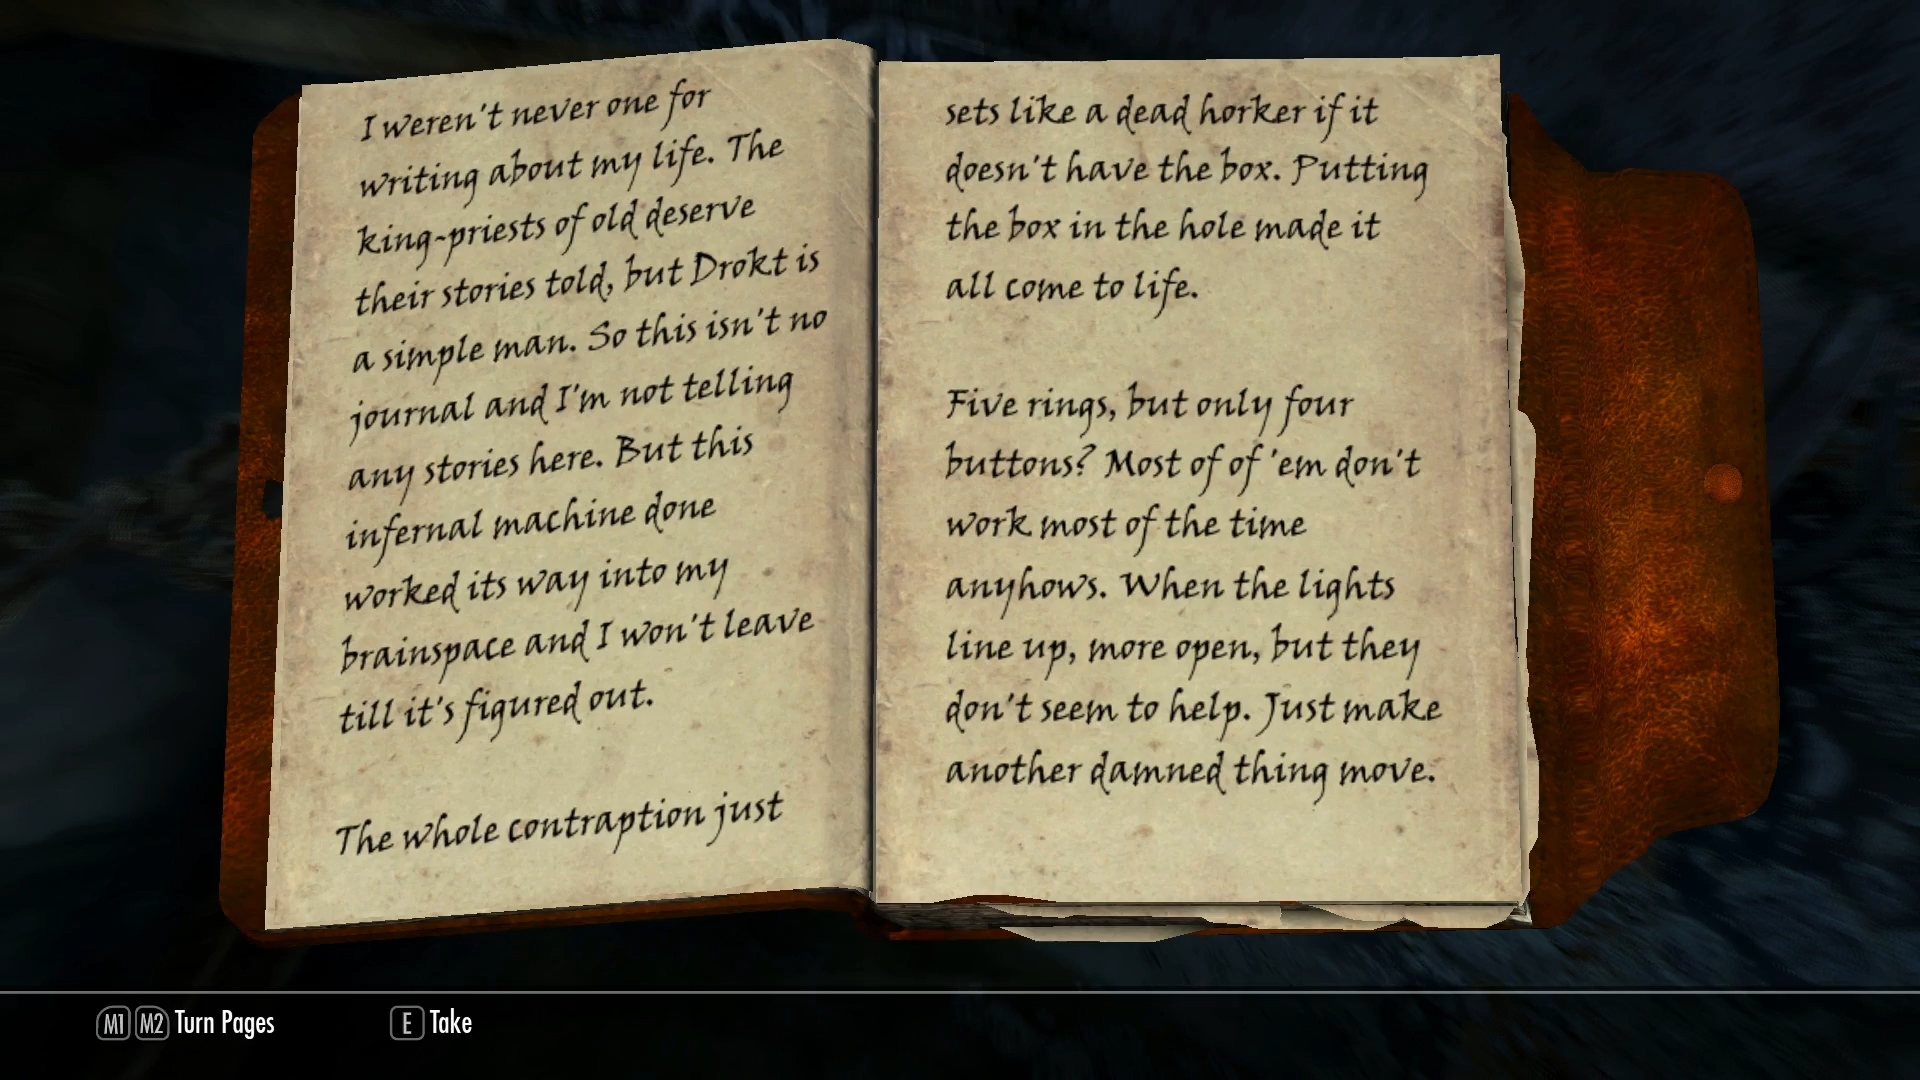 I weren't never one for
writing about my life. The
king-priests of old deserve
their stories told, but Drokt is
a simple man. So this isn't no
journal and I'm not telling
any stories here. But this
infernal machine done
worked its way into my
brainspace and I won't leave
till it's figured out.
The whole contraption just
sets like a dead horker if it
doesn't have the box. Putting
the box in the hole made it
all come to life.
Five rings, but only four
buttons? Most of of 'em don't
work most of the time
anyhows. When the lights
line up, more open, but they
don't seem to help. Just make
another damned thing move.
M1 M2 Turn Pages
E Take